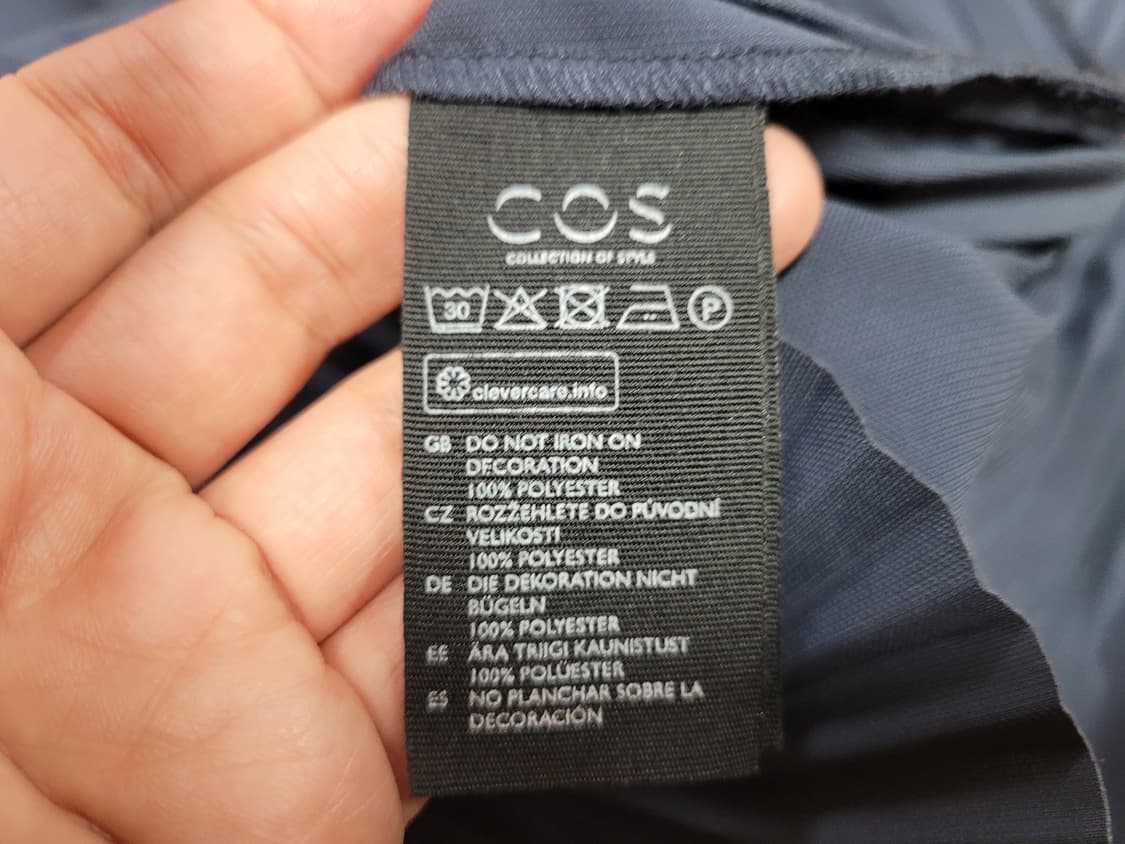 COS
COLLECTION OF STYLE
30
P
clevercare.info
GB DO NOT IRON ON
DECORATION
100% POLYESTER
CZ ROZŽEHLETE DO PŮVODNÍ
VELIKOSTI
100% POLYESTER
DE DIE DEKORATION NICHT
BÜGELN
100% POLYESTER
EE ÄRA TRIIGI KAUNISTUST
100% POLÜESTER
ES NO PLANCHAR SOBRE LA
DECORACIÓN